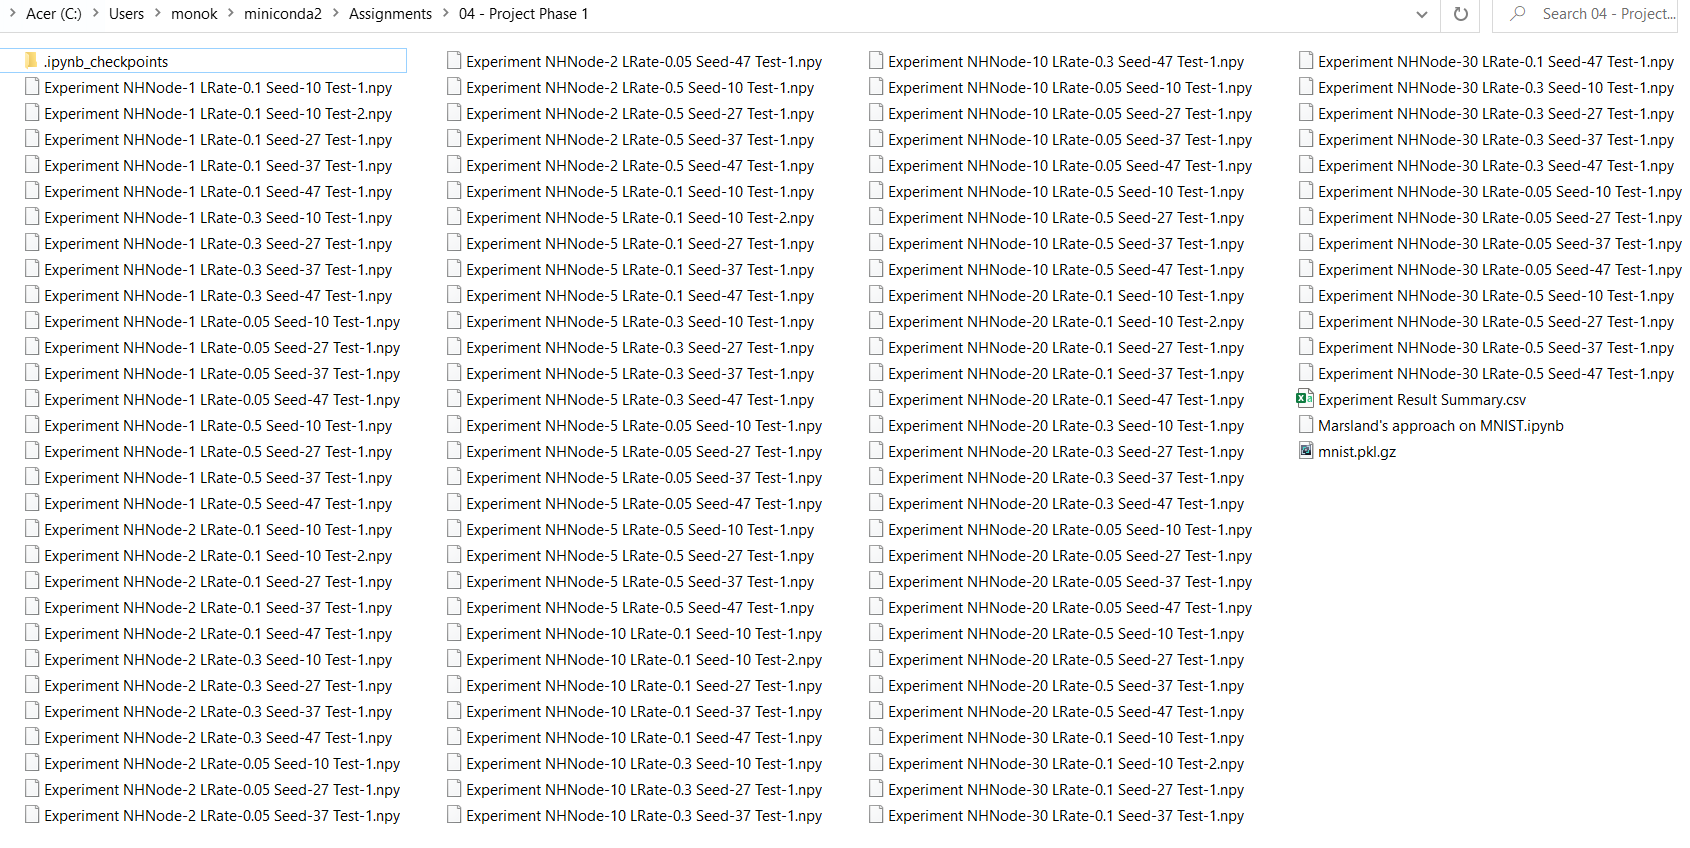 Acer (C:) > Users > monok > miniconda2 > Assignments > 04 - Project Phase 1
Search 04 - Project...
.ipynb_checkpoints
Experiment NHNode-1 LRate-0.1 Seed-10 Test-1.npy
Experiment NHNode-1 LRate-0.1 Seed-10 Test-2.npy
Experiment NHNode-1 LRate-0.1 Seed-27 Test-1.npy
Experiment NHNode-1 LRate-0.1 Seed-37 Test-1.npy
Experiment NHNode-1 LRate-0.1 Seed-47 Test-1.npy
Experiment NHNode-1 LRate-0.3 Seed-10 Test-1.npy
Experiment NHNode-1 LRate-0.3 Seed-27 Test-1.npy
Experiment NHNode-1 LRate-0.3 Seed-37 Test-1.npy
Experiment NHNode-1 LRate-0.3 Seed-47 Test-1.npy
Experiment NHNode-1 LRate-0.05 Seed-10 Test-1.npy
Experiment NHNode-1 LRate-0.05 Seed-27 Test-1.npy
Experiment NHNode-1 LRate-0.05 Seed-37 Test-1.npy
Experiment NHNode-1 LRate-0.05 Seed-47 Test-1.npy
Experiment NHNode-1 LRate-0.5 Seed-10 Test-1.npy
Experiment NHNode-1 LRate-0.5 Seed-27 Test-1.npy
Experiment NHNode-1 LRate-0.5 Seed-37 Test-1.npy
Experiment NHNode-1 LRate-0.5 Seed-47 Test-1.npy
Experiment NHNode-2 LRate-0.1 Seed-10 Test-1.npy
Experiment NHNode-2 LRate-0.1 Seed-10 Test-2.npy
Experiment NHNode-2 LRate-0.1 Seed-27 Test-1.npy
Experiment NHNode-2 LRate-0.1 Seed-37 Test-1.npy
Experiment NHNode-2 LRate-0.1 Seed-47 Test-1.npy
Experiment NHNode-2 LRate-0.3 Seed-10 Test-1.npy
Experiment NHNode-2 LRate-0.3 Seed-27 Test-1.npy
Experiment NHNode-2 LRate-0.3 Seed-37 Test-1.npy
Experiment NHNode-2 LRate-0.3 Seed-47 Test-1.npy
Experiment NHNode-2 LRate-0.05 Seed-10 Test-1.npy
Experiment NHNode-2 LRate-0.05 Seed-27 Test-1.npy
Experiment NHNode-2 LRate-0.05 Seed-37 Test-1.npy
Experiment NHNode-2 LRate-0.05 Seed-47 Test-1.npy
Experiment NHNode-2 LRate-0.5 Seed-10 Test-1.npy
Experiment NHNode-2 LRate-0.5 Seed-27 Test-1.npy
Experiment NHNode-2 LRate-0.5 Seed-37 Test-1.npy
Experiment NHNode-2 LRate-0.5 Seed-47 Test-1.npy
Experiment NHNode-5 LRate-0.1 Seed-10 Test-1.npy
Experiment NHNode-5 LRate-0.1 Seed-10 Test-2.npy
Experiment NHNode-5 LRate-0.1 Seed-27 Test-1.npy
Experiment NHNode-5 LRate-0.1 Seed-37 Test-1.npy
Experiment NHNode-5 LRate-0.1 Seed-47 Test-1.npy
Experiment NHNode-5 LRate-0.3 Seed-10 Test-1.npy
Experiment NHNode-5 LRate-0.3 Seed-27 Test-1.npy
Experiment NHNode-5 LRate-0.3 Seed-37 Test-1.npy
Experiment NHNode-5 LRate-0.3 Seed-47 Test-1.npy
Experiment NHNode-5 LRate-0.05 Seed-10 Test-1.npy
Experiment NHNode-5 LRate-0.05 Seed-27 Test-1.npy
Experiment NHNode-5 LRate-0.05 Seed-37 Test-1.npy
Experiment NHNode-5 LRate-0.05 Seed-47 Test-1.npy
Experiment NHNode-5 LRate-0.5 Seed-10 Test-1.npy
Experiment NHNode-5 LRate-0.5 Seed-27 Test-1.npy
Experiment NHNode-5 LRate-0.5 Seed-37 Test-1.npy
Experiment NHNode-5 LRate-0.5 Seed-47 Test-1.npy
Experiment NHNode-10 LRate-0.1 Seed-10 Test-1.npy
Experiment NHNode-10 LRate-0.1 Seed-10 Test-2.npy
Experiment NHNode-10 LRate-0.1 Seed-27 Test-1.npy
Experiment NHNode-10 LRate-0.1 Seed-37 Test-1.npy
Experiment NHNode-10 LRate-0.1 Seed-47 Test-1.npy
Experiment NHNode-10 LRate-0.3 Seed-10 Test-1.npy
Experiment NHNode-10 LRate-0.3 Seed-27 Test-1.npy
Experiment NHNode-10 LRate-0.3 Seed-37 Test-1.npy
Experiment NHNode-10 LRate-0.3 Seed-47 Test-1.npy
Experiment NHNode-10 LRate-0.05 Seed-10 Test-1.npy
Experiment NHNode-10 LRate-0.05 Seed-27 Test-1.npy
Experiment NHNode-10 LRate-0.05 Seed-37 Test-1.npy
Experiment NHNode-10 LRate-0.05 Seed-47 Test-1.npy
Experiment NHNode-10 LRate-0.5 Seed-10 Test-1.npy
Experiment NHNode-10 LRate-0.5 Seed-27 Test-1.npy
Experiment NHNode-10 LRate-0.5 Seed-37 Test-1.npy
Experiment NHNode-10 LRate-0.5 Seed-47 Test-1.npy
Experiment NHNode-20 LRate-0.1 Seed-10 Test-1.npy
Experiment NHNode-20 LRate-0.1 Seed-10 Test-2.npy
Experiment NHNode-20 LRate-0.1 Seed-27 Test-1.npy
Experiment NHNode-20 LRate-0.1 Seed-37 Test-1.npy
Experiment NHNode-20 LRate-0.1 Seed-47 Test-1.npy
Experiment NHNode-20 LRate-0.3 Seed-10 Test-1.npy
Experiment NHNode-20 LRate-0.3 Seed-27 Test-1.npy
Experiment NHNode-20 LRate-0.3 Seed-37 Test-1.npy
Experiment NHNode-20 LRate-0.3 Seed-47 Test-1.npy
Experiment NHNode-20 LRate-0.05 Seed-10 Test-1.npy
Experiment NHNode-20 LRate-0.05 Seed-27 Test-1.npy
Experiment NHNode-20 LRate-0.05 Seed-37 Test-1.npy
Experiment NHNode-20 LRate-0.05 Seed-47 Test-1.npy
Experiment NHNode-20 LRate-0.5 Seed-10 Test-1.npy
Experiment NHNode-20 LRate-0.5 Seed-27 Test-1.npy
Experiment NHNode-20 LRate-0.5 Seed-37 Test-1.npy
Experiment NHNode-20 LRate-0.5 Seed-47 Test-1.npy
Experiment NHNode-30 LRate-0.1 Seed-10 Test-1.npy
Experiment NHNode-30 LRate-0.1 Seed-10 Test-2.npy
Experiment NHNode-30 LRate-0.1 Seed-27 Test-1.npy
Experiment NHNode-30 LRate-0.1 Seed-37 Test-1.npy
Experiment NHNode-30 LRate-0.1 Seed-47 Test-1.npy
Experiment NHNode-30 LRate-0.3 Seed-10 Test-1.npy
Experiment NHNode-30 LRate-0.3 Seed-27 Test-1.npy
Experiment NHNode-30 LRate-0.3 Seed-37 Test-1.npy
Experiment NHNode-30 LRate-0.3 Seed-47 Test-1.npy
Experiment NHNode-30 LRate-0.05 Seed-10 Test-1.npy
Experiment NHNode-30 LRate-0.05 Seed-27 Test-1.npy
Experiment NHNode-30 LRate-0.05 Seed-37 Test-1.npy
Experiment NHNode-30 LRate-0.05 Seed-47 Test-1.npy
Experiment NHNode-30 LRate-0.5 Seed-10 Test-1.npy
Experiment NHNode-30 LRate-0.5 Seed-27 Test-1.npy
Experiment NHNode-30 LRate-0.5 Seed-37 Test-1.npy
Experiment NHNode-30 LRate-0.5 Seed-47 Test-1.npy
Experiment Result Summary.csv
Marsland's approach on MNIST.ipynb
mnist.pkl.gz